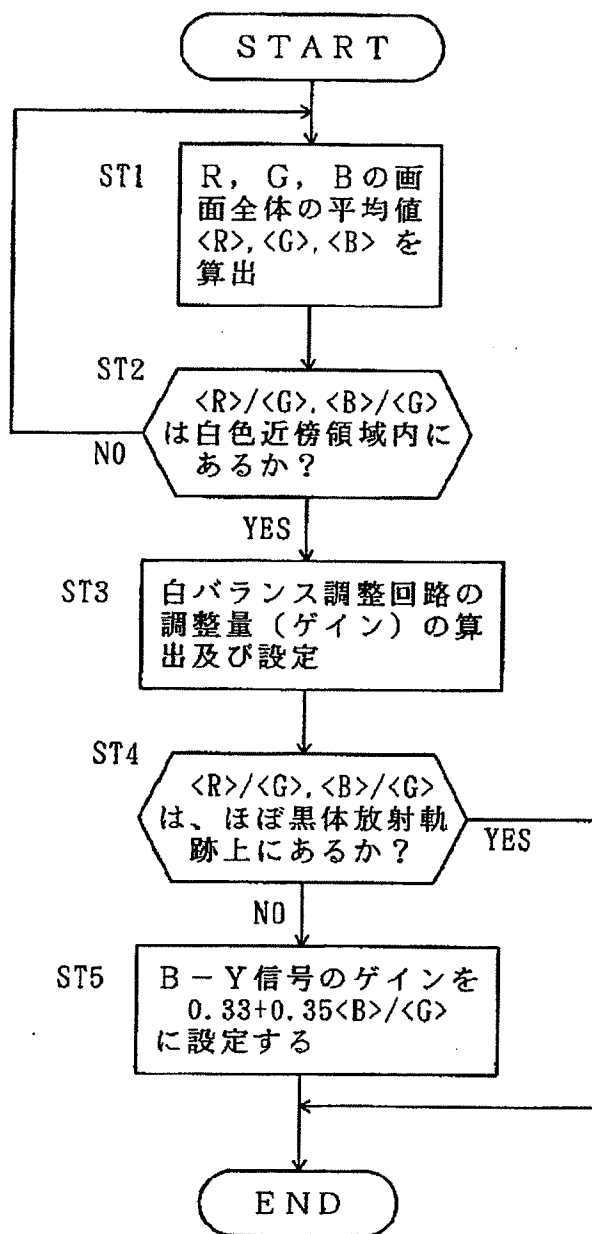 START
ST1
R,G,Bの画
面全体の平均値
<R>,<G>,<B> を
算出
ST2
<R>/<G>,<B>/<G>
は白色近傍領域内に
あるか?
NO
YES
ST3
白バランス調整回路の
調整量(ゲイン)の算
出及び設定
ST4
<R>/<G>,<B>/<G>
は、ほぼ黒体放射軌
跡上にあるか?
YES
NO
ST5
B-Y信号のゲインを
0.33+0.35<B>/<G>
に設定する
END